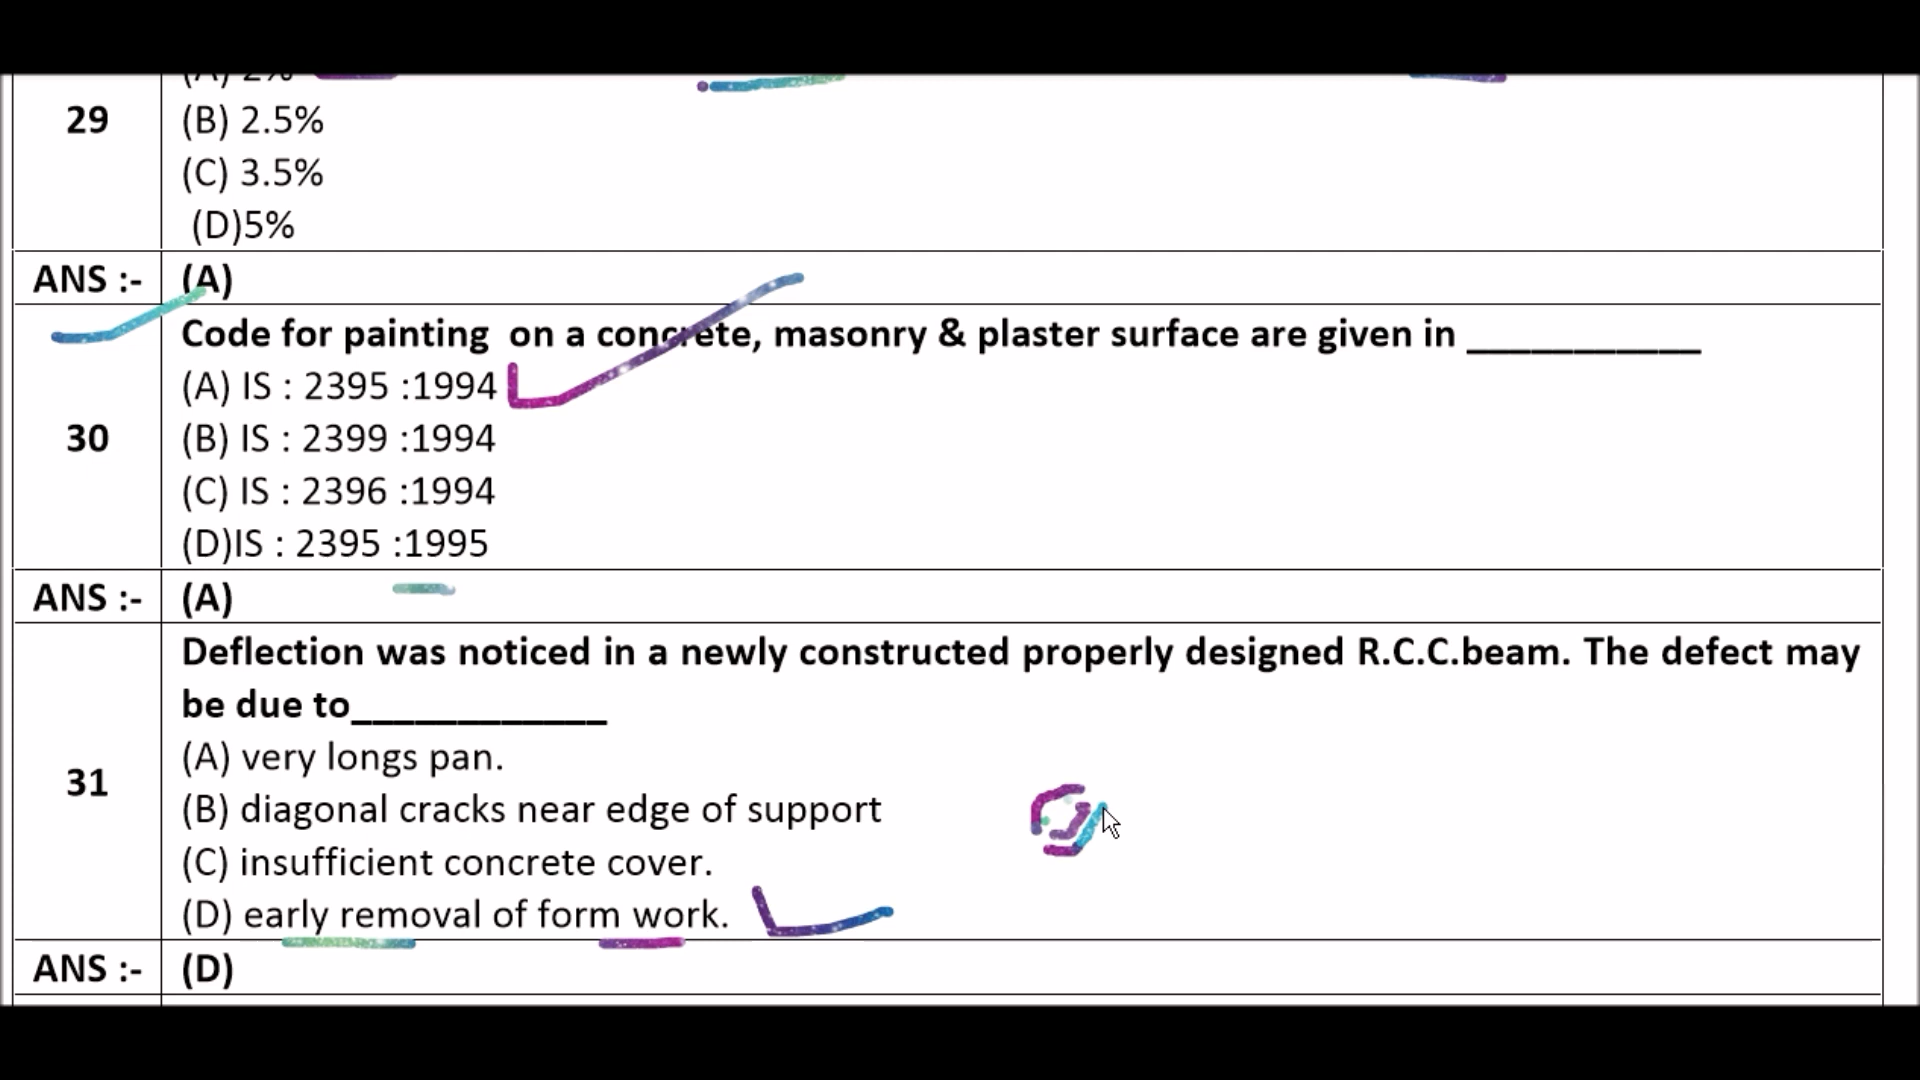 (A) 2%
29
(B) 2.5%
(C) 3.5%
(D)5%
ANS :- (A)
Code for painting on a concrete, masonry & plaster surface are given in ___________
(A) IS : 2395 :1994
30
(B) IS : 2399 :1994
(C) IS : 2396 :1994
(D)IS : 2395 :1995
ANS :- (A)
Deflection was noticed in a newly constructed properly designed R.C.C.beam. The defect may
be due to____________
(A) very longs pan.
31
(B) diagonal cracks near edge of support
(C) insufficient concrete cover.
(D) early removal of form work.
ANS :- (D)